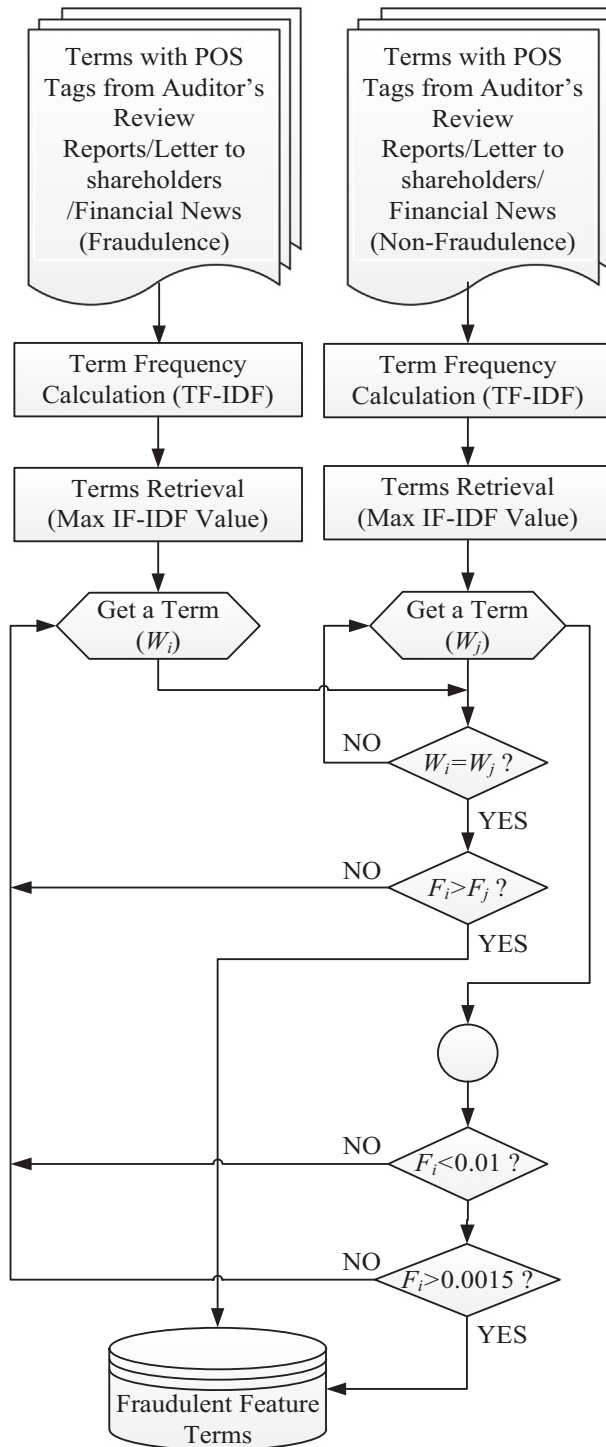 Terms with POS
Tags from Auditor's
Review
Reports/Letter to
shareholders
/Financial News
(Fraudulence)
Terms with POS
Tags from Auditor's
Review
Reports/Letter to
shareholders/
Financial News
(Non-Fraudulence)
Term Frequency
Calculation (TF-IDF)
Term Frequency
Calculation (TF-IDF)
Terms Retrieval
(Max IF-IDF Value)
Terms Retrieval
(Max IF-IDF Value)
Get a Term
(Wi)
Get a Term
(Wj)
NO
Wi=Wj ?
YES
NO
Fi>Fj ?
YES
NO
Fi<0.01 ?
NO
Fi>0.0015 ?
YES
Fraudulent Feature
Terms